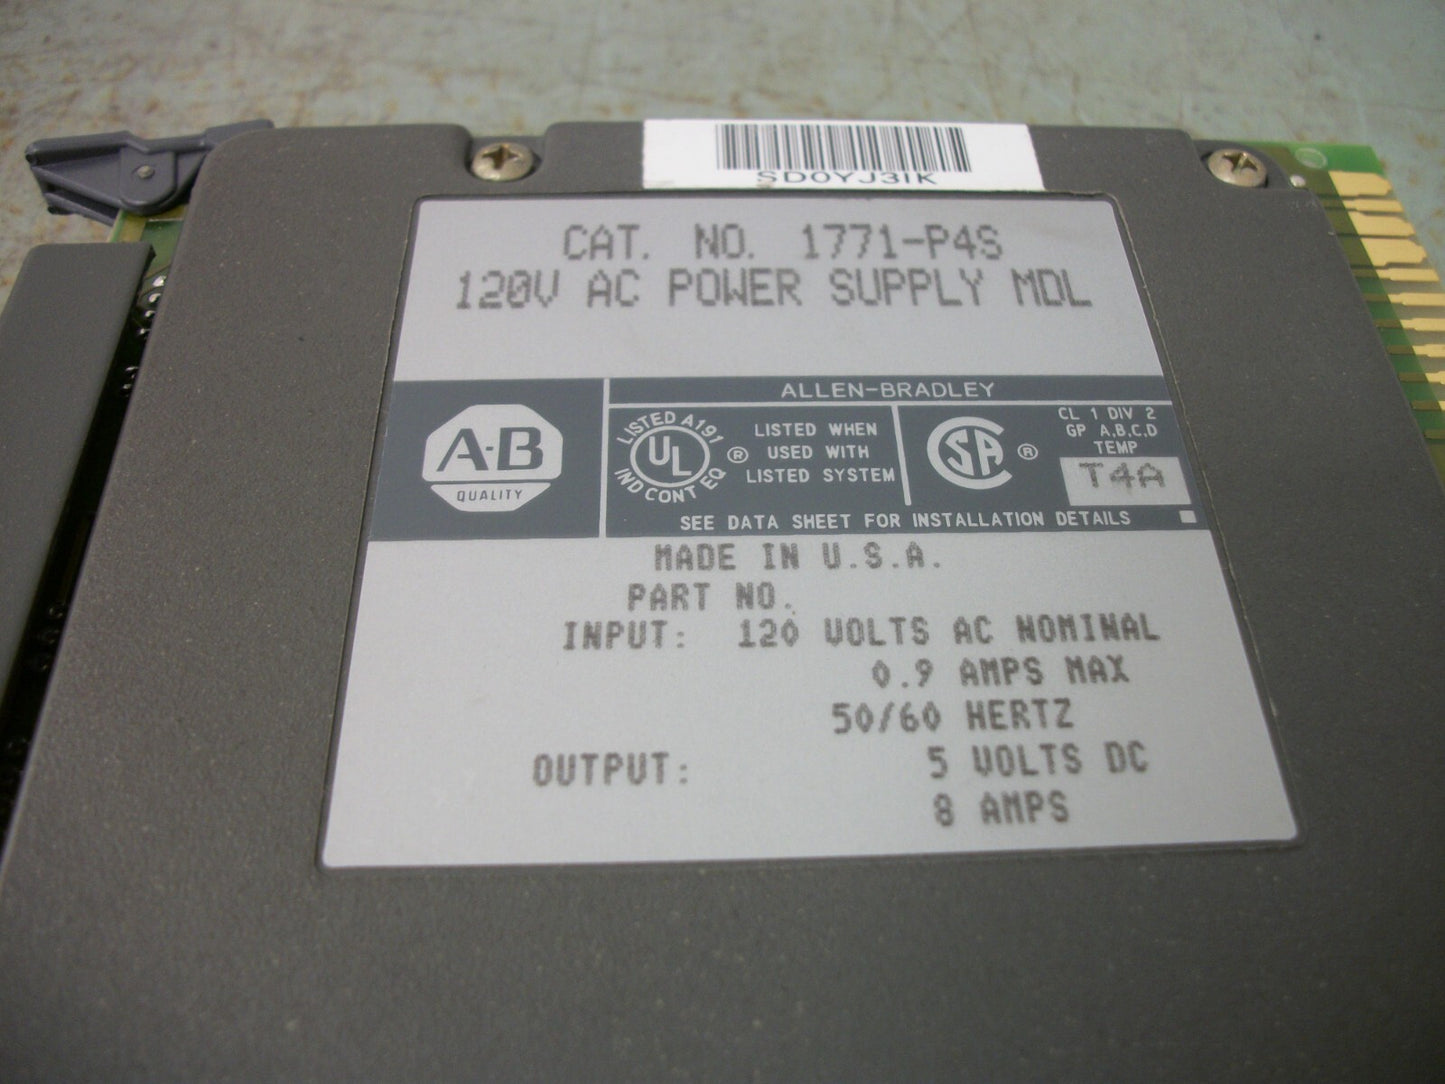 SD0YJ3IK
CAT. NO. 1771-P4S
120V AC POWER SUPPLY MDL
ALLEN-BRADLEY
A-B
QUALITY
LISTED A191
UL
IND CONT EQ
®
LISTED WHEN
USED WITH
LISTED SYSTEM
CSA
®
CL 1 DIV 2
GP A,B,C,D
TEMP
T4A
SEE DATA SHEET FOR INSTALLATION DETAILS
MADE IN U.S.A.
PART NO.
INPUT: 120 VOLTS AC NOMINAL
0.9 AMPS MAX
50/60 HERTZ
OUTPUT: 5 VOLTS DC
8 AMPS